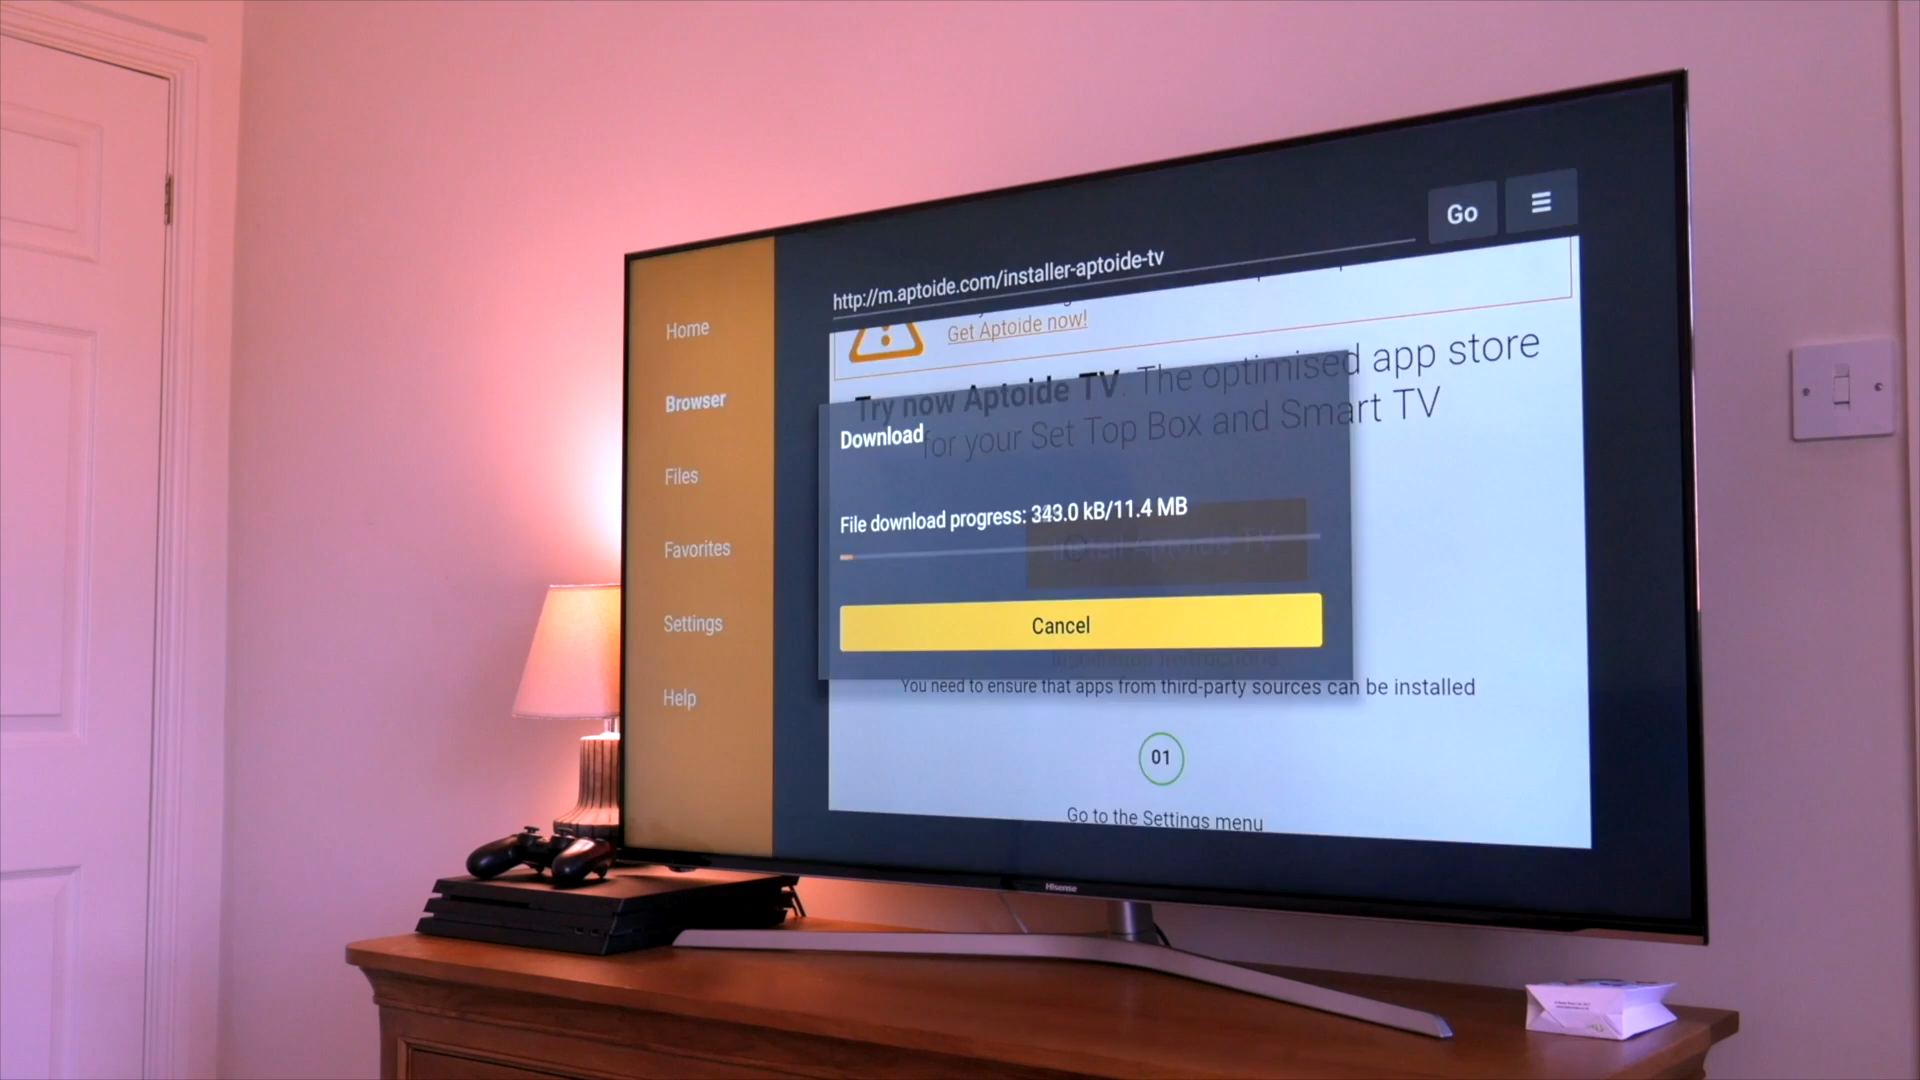 Go
http://m.aptoide.com/installer-aptoide-tv
Home
Browser
Files
Favorites
Settings
Help
Get Aptoide now!
Try now Aptoide TV. The optimised app store
for your Set Top Box and Smart TV
Download
File download progress: 343.0 kB/11.4 MB
Cancel
You need to ensure that apps from third-party sources can be installed
01
Go to the Settings menu
Hisense